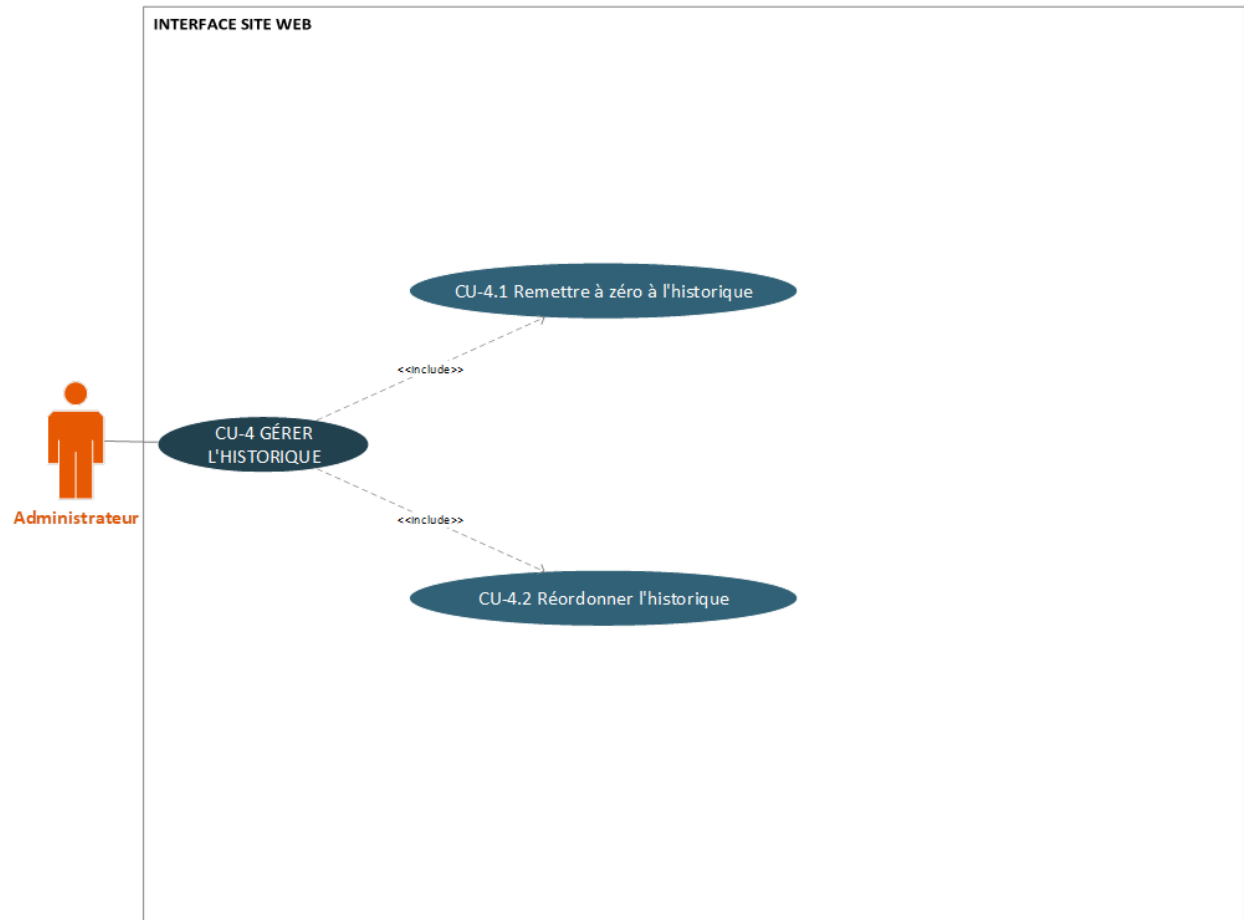 INTERFACE SITE WEB
CU-4.1 Remettre à zéro à l'historique
<<include>>
CU-4 GÉRER
L'HISTORIQUE
Administrateur
<<include>>
CU-4.2 Réordonner l'historique